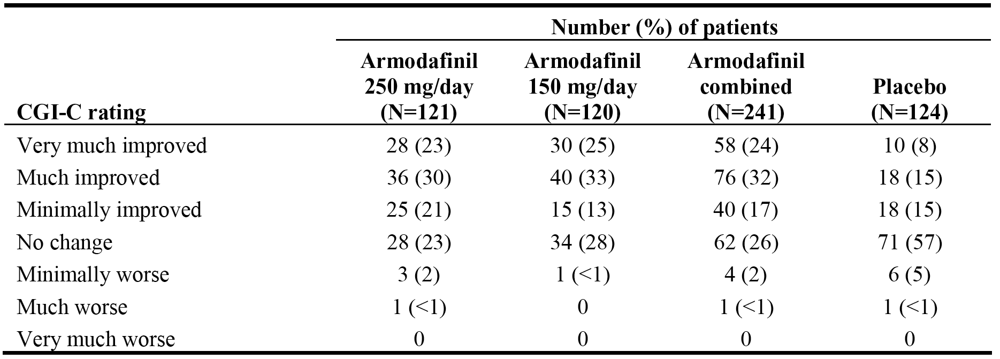 Number (%) of patients
Armodafinil Armodafinil Armodafinil
250 mg/day 150 mg/day combined Placebo
CGI-C rating (N=121) (N=120) (N=241) (N=124)
Very much improved 28 (23) 30 (25) 58 (24) 10 (8)
Much improved 36 (30) 40 (33) 76 (32) 18 (15)
Minimally improved 25 (21) 15 (13) 40 (17) 18 (15)
No change 28 (23) 34 (28) 62 (26) 71 (57)
Minimally worse 3 (2) 1 (<1) 4 (2) 6 (5)
Much worse 1 (<1) 0 1 (<1) 1 (<1)
Very much worse 0 0 0 0